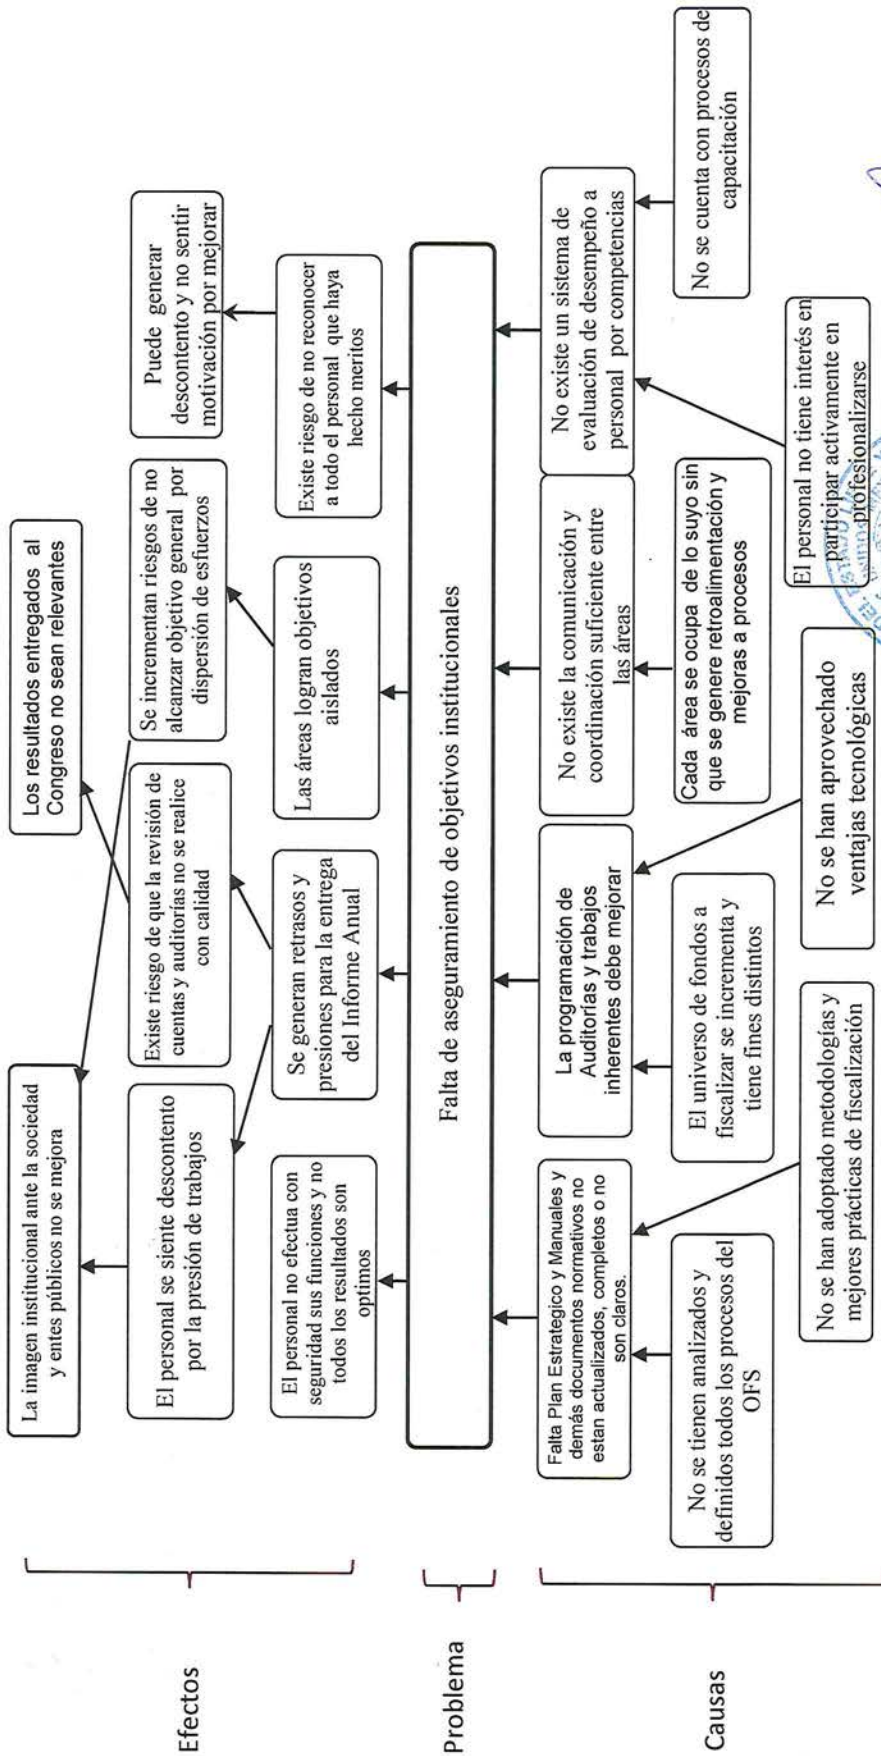 Efectos
La imagen institucional ante la sociedad
y entes públicos no se mejora
Los resultados entregados al
Congreso no sean relevantes
El personal se siente descontento
por la presión de trabajos
Existe riesgo de que la revisión de
cuentas y auditorías no se realice
con calidad
Se incrementan riesgos de no
alcanzar objetivo general por
dispersión de esfuerzos
Puede generar
descontento y no sentir
motivación por mejorar
El personal no efectua con
seguridad sus funciones y no
todos los resultados son
optimos
Se generan retrasos y
presiones para la entrega
del Informe Anual
Las áreas logran objetivos
aislados
Existe riesgo de no reconocer
a todo el personal que haya
hecho meritos
Problema
Falta de aseguramiento de objetivos institucionales
Causas
Falta Plan Estrategico y Manuales y
demás documentos normativos no
estan actualizados, completos o no
son claros.
La programación de
Auditorías y trabajos
inherentes debe mejorar
No existe la comunicación y
coordinación suficiente entre
las áreas
No existe un sistema de
evaluación de desempeño a
personal por competencias
No se tienen analizados y
definidos todos los procesos del
OFS
El universo de fondos a
fiscalizar se incrementa y
tiene fines distintos
Cada área se ocupa de lo suyo sin
que se genere retroalimentación y
mejoras a procesos
No se cuenta con procesos de
capacitación
No se han adoptado metodologías y
mejores prácticas de fiscalización
No se han aprovechado
ventajas tecnológicas
El personal no tiene interés en
participar activamente en
profesionalizarse
DEL ESTADO